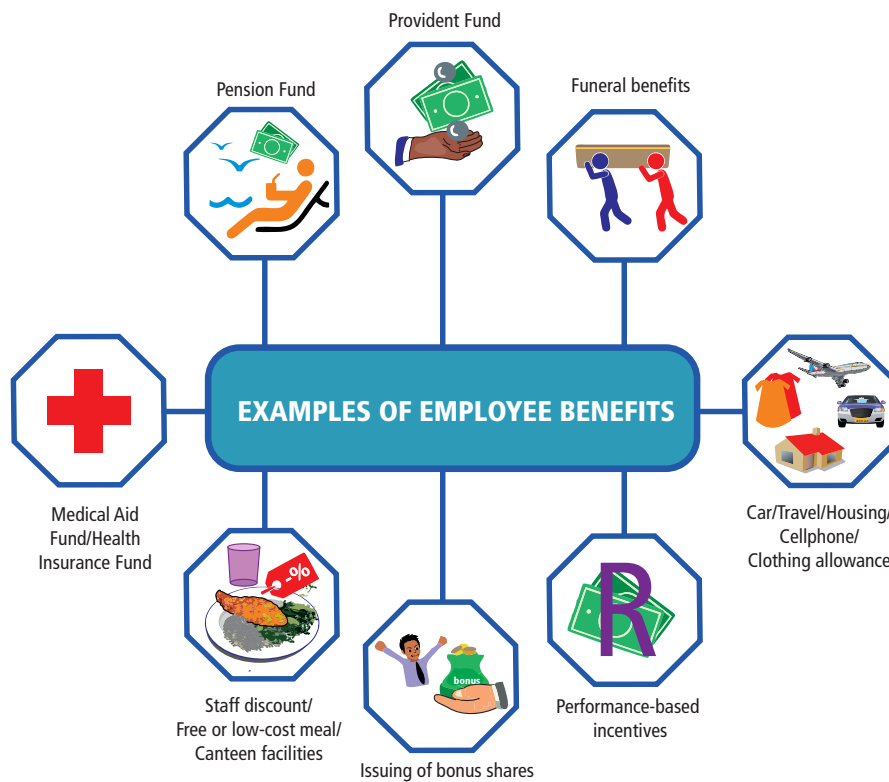 Provident Fund
Pension Fund
Funeral benefits
EXAMPLES OF EMPLOYEE BENEFITS
Medical Aid
Fund/Health
Insurance Fund
Car/Travel/Housing/
Cellphone/
Clothing allowance
-%
Staff discount/
Free or low-cost meal/
Canteen facilities
bonus
Issuing of bonus shares
R
Performance-based
incentives